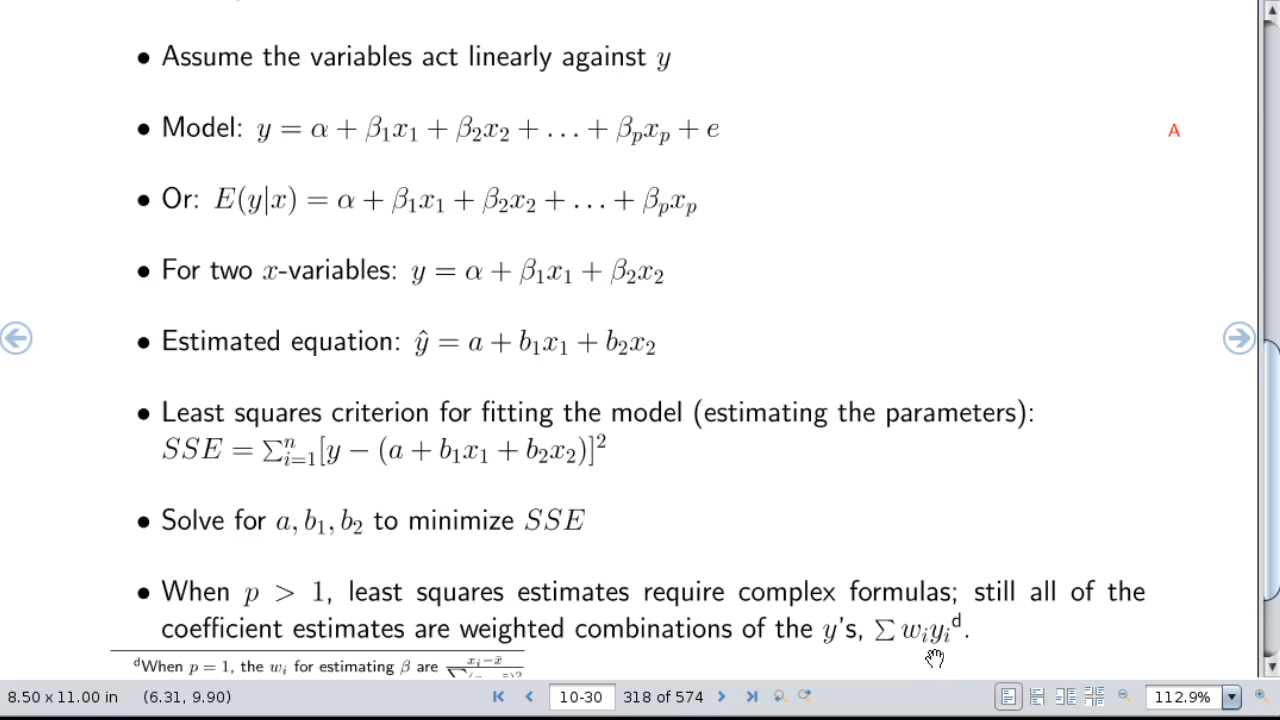 • Assume the variables act linearly against y
• Model: y = α + β₁x₁ + β₂x₂ + . . . + βₚxₚ + e
A
• Or: E(y|x) = α + β₁x₁ + β₂x₂ + . . . + βₚxₚ
• For two x-variables: y = α + β₁x₁ + β₂x₂
• Estimated equation: ŷ = a + b₁x₁ + b₂x₂
• Least squares criterion for fitting the model (estimating the parameters):
SSE = Σⁿᵢ₌₁[y − (a + b₁x₁ + b₂x₂)]²
• Solve for a, b₁, b₂ to minimize SSE
• When p > 1, least squares estimates require complex formulas; still all of the
coefficient estimates are weighted combinations of the y's, Σ wᵢyᵢᵈ.
ᵈWhen p = 1, the wᵢ for estimating β are xᵢ−x̄
8.50 x 11.00 in (6.31, 9.90) 10-30 318 of 574 112.9%